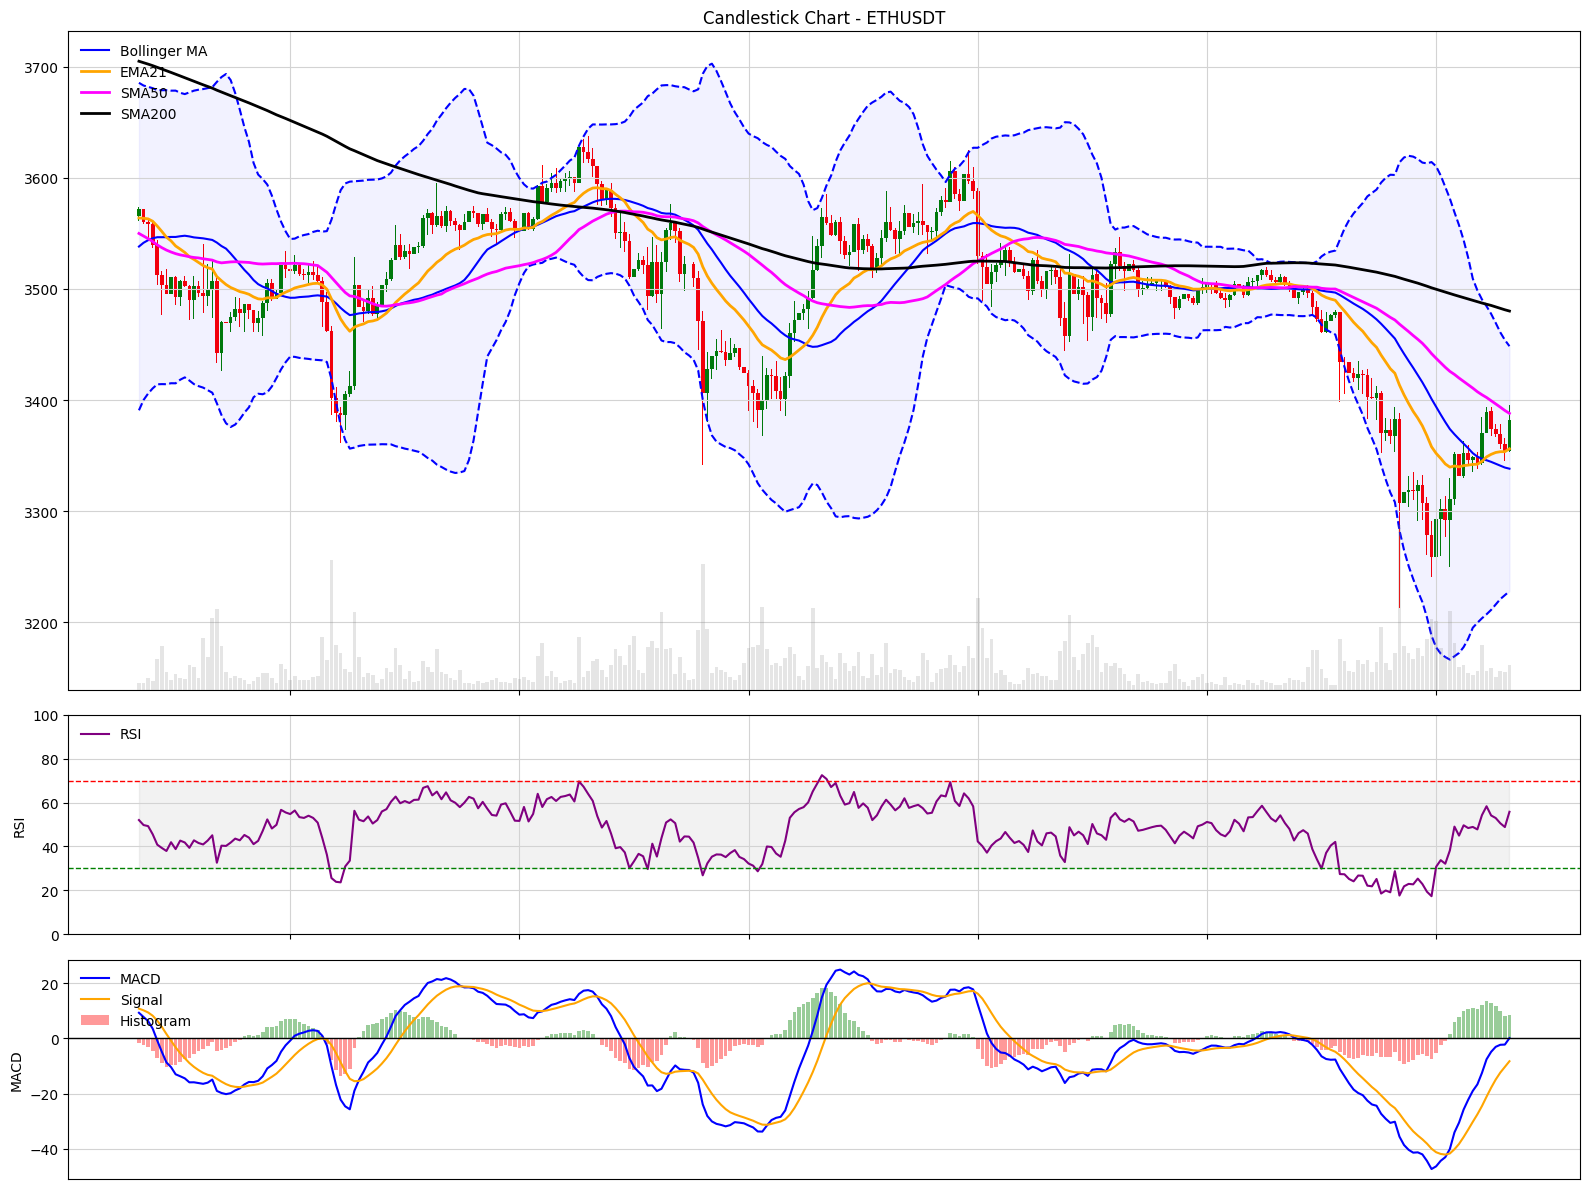 Candlestick Chart - ETHUSDT
Bollinger MA
EMA21
SMA50
SMA200
3700
3600
3500
3400
3300
3200
RSI
100
80
60
40
20
0
RSI
MACD
Signal
Histogram
20
0
−20
−40
MACD